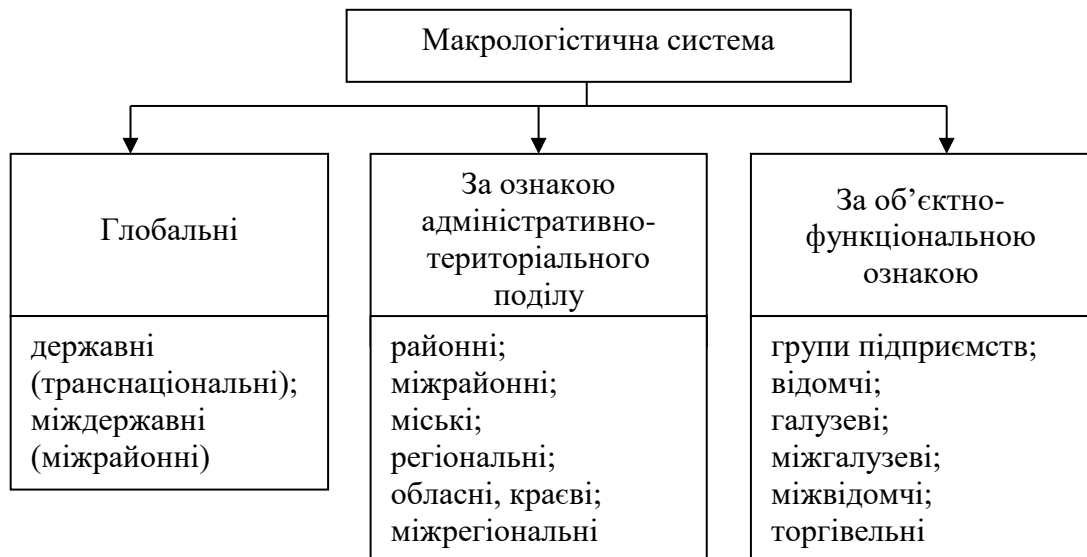 Макрологістична система
Глобальні
державні
(транснаціональні);
міждержавні
(міжрайонні)
За ознакою
адміністративно-
територіального
поділу
районні;
міжрайонні;
міські;
регіональні;
обласні, краєві;
міжрегіональні
За об’єктно-
функціональною
ознакою
групи підприємств;
відомчі;
галузеві;
міжгалузеві;
міжвідомчі;
торгівельні